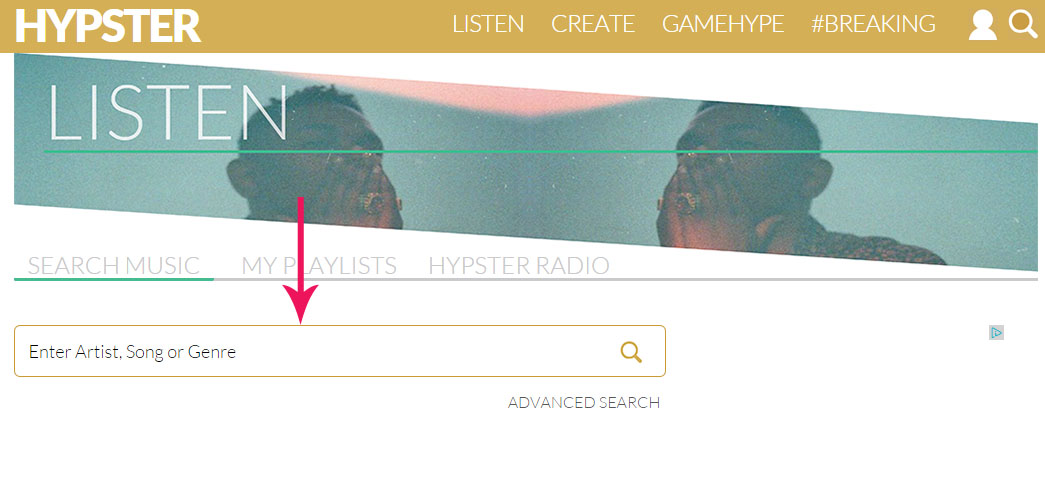 HYPSTER LISTEN CREATE GAMEHYPE #BREAKING
LISTEN
SEARCH MUSIC MY PLAYLISTS HYPSTER RADIO
Enter Artist, Song or Genre
ADVANCED SEARCH